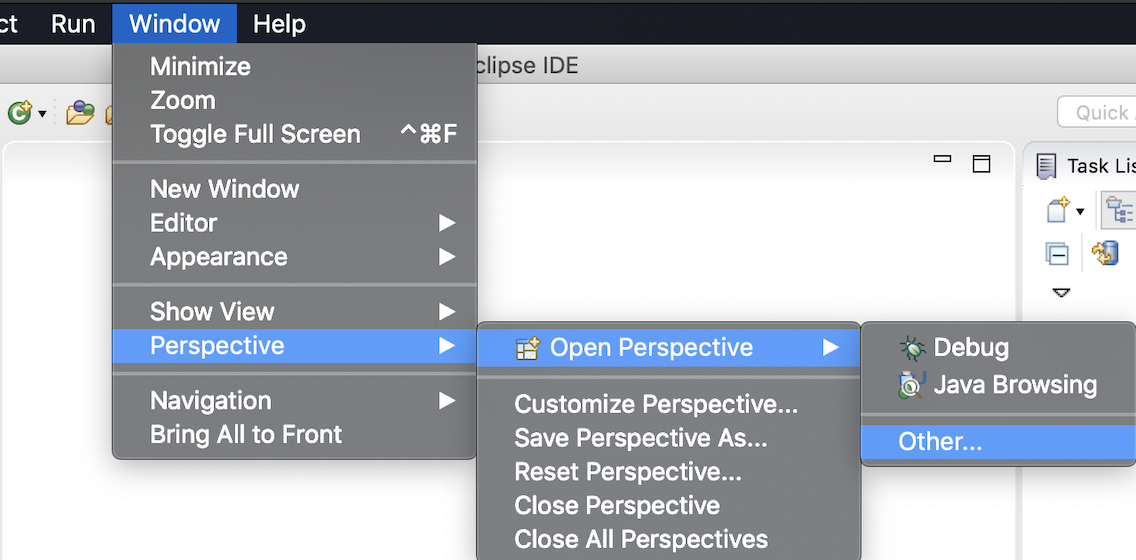 ct Run Window Help
clipse IDE
Minimize
Zoom
Toggle Full Screen ^⌘F
Quick
New Window
Editor
Appearance
Task Lis
Show View
Perspective
Open Perspective
Debug
Java Browsing
Other...
Navigation
Bring All to Front
Customize Perspective...
Save Perspective As...
Reset Perspective...
Close Perspective
Close All Perspectives